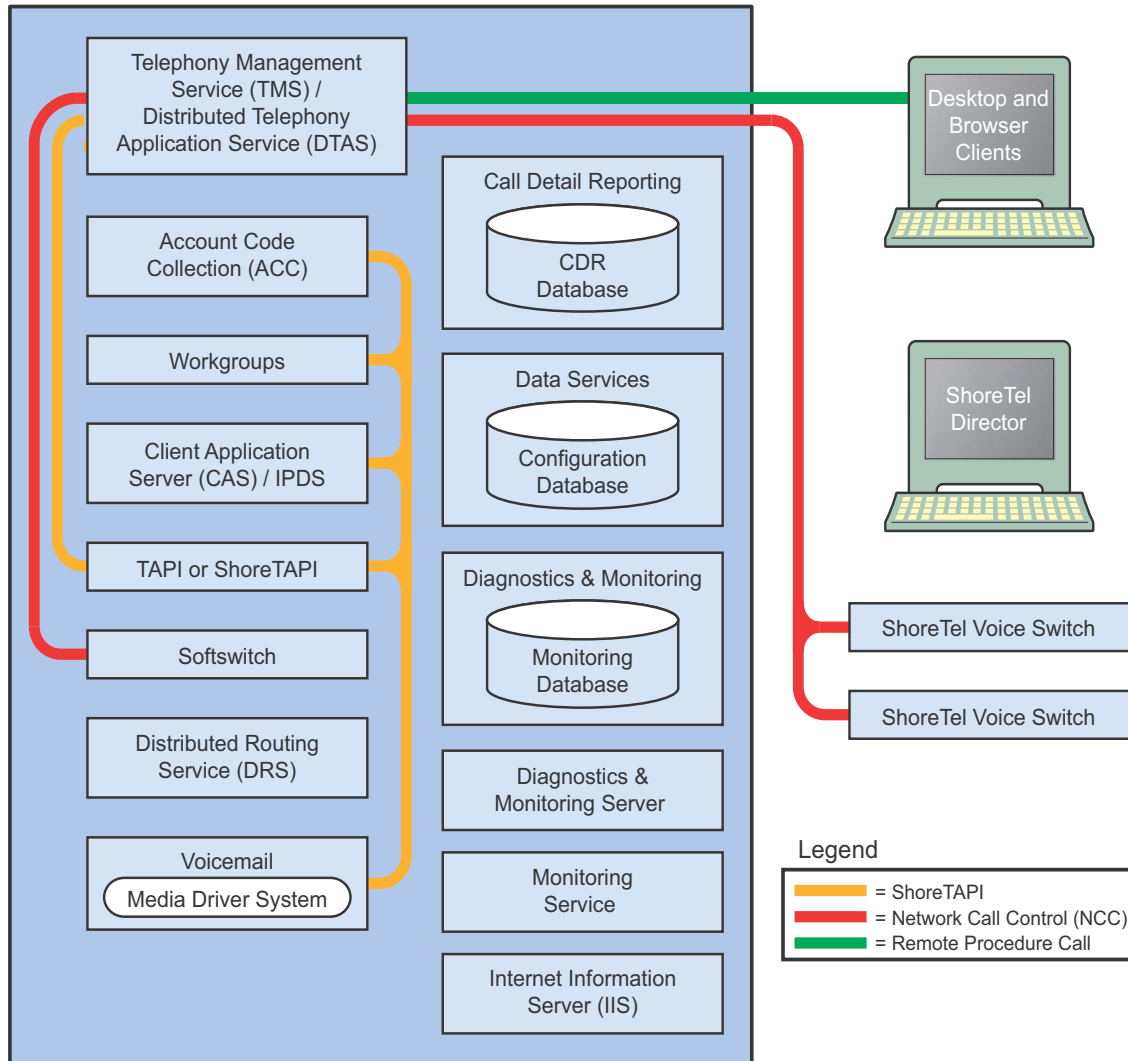 Telephony Management
Service (TMS) /
Distributed Telephony
Application Service (DTAS)
Account Code
Collection (ACC)
Workgroups
Client Application
Server (CAS) / IPDS
TAPI or ShoreTAPI
Softswitch
Distributed Routing
Service (DRS)
Voicemail
Media Driver System
Call Detail Reporting
CDR
Database
Data Services
Configuration
Database
Diagnostics & Monitoring
Monitoring
Database
Diagnostics &
Monitoring Server
Monitoring
Service
Internet Information
Server (IIS)
Desktop and
Browser
Clients
ShoreTel
Director
ShoreTel Voice Switch
ShoreTel Voice Switch
Legend
= ShoreTAPI
= Network Call Control (NCC)
= Remote Procedure Call